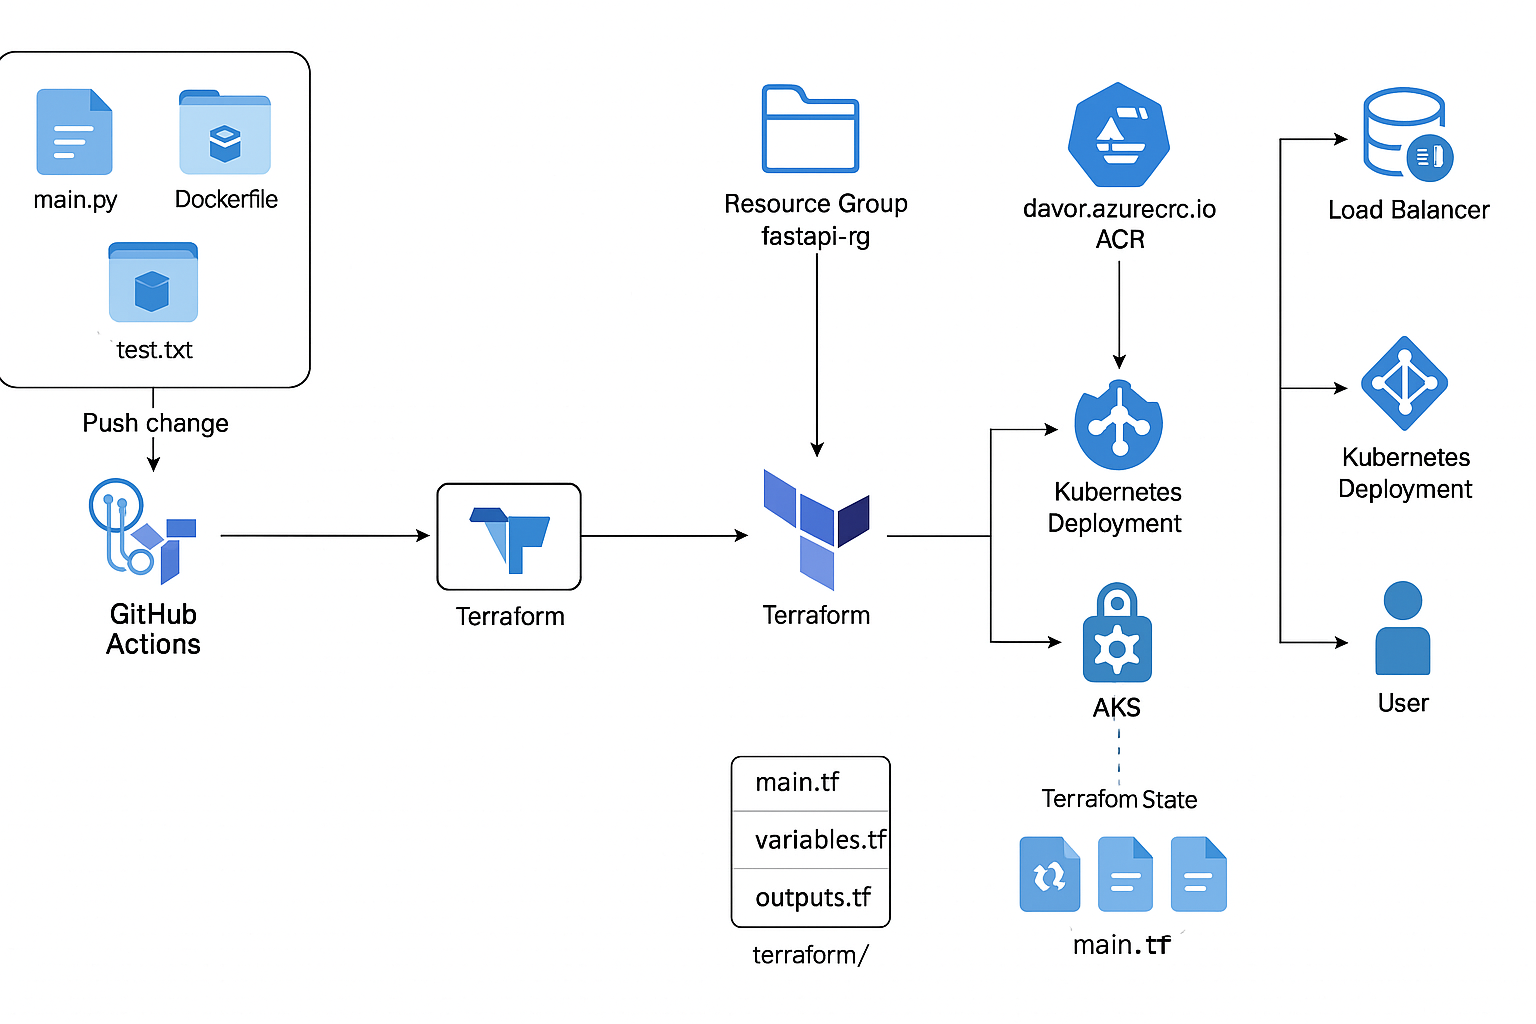 main.py
Dockerfile
test.txt
Push change
GitHub
Actions
Terraform
Resource Group
fastapi-rg
Terraform
davor.azurecrc.io
ACR
Kubernetes
Deployment
AKS
Terrafom State
main.tf
main.tf
variables.tf
outputs.tf
terraform/
Load Balancer
Kubernetes
Deployment
User